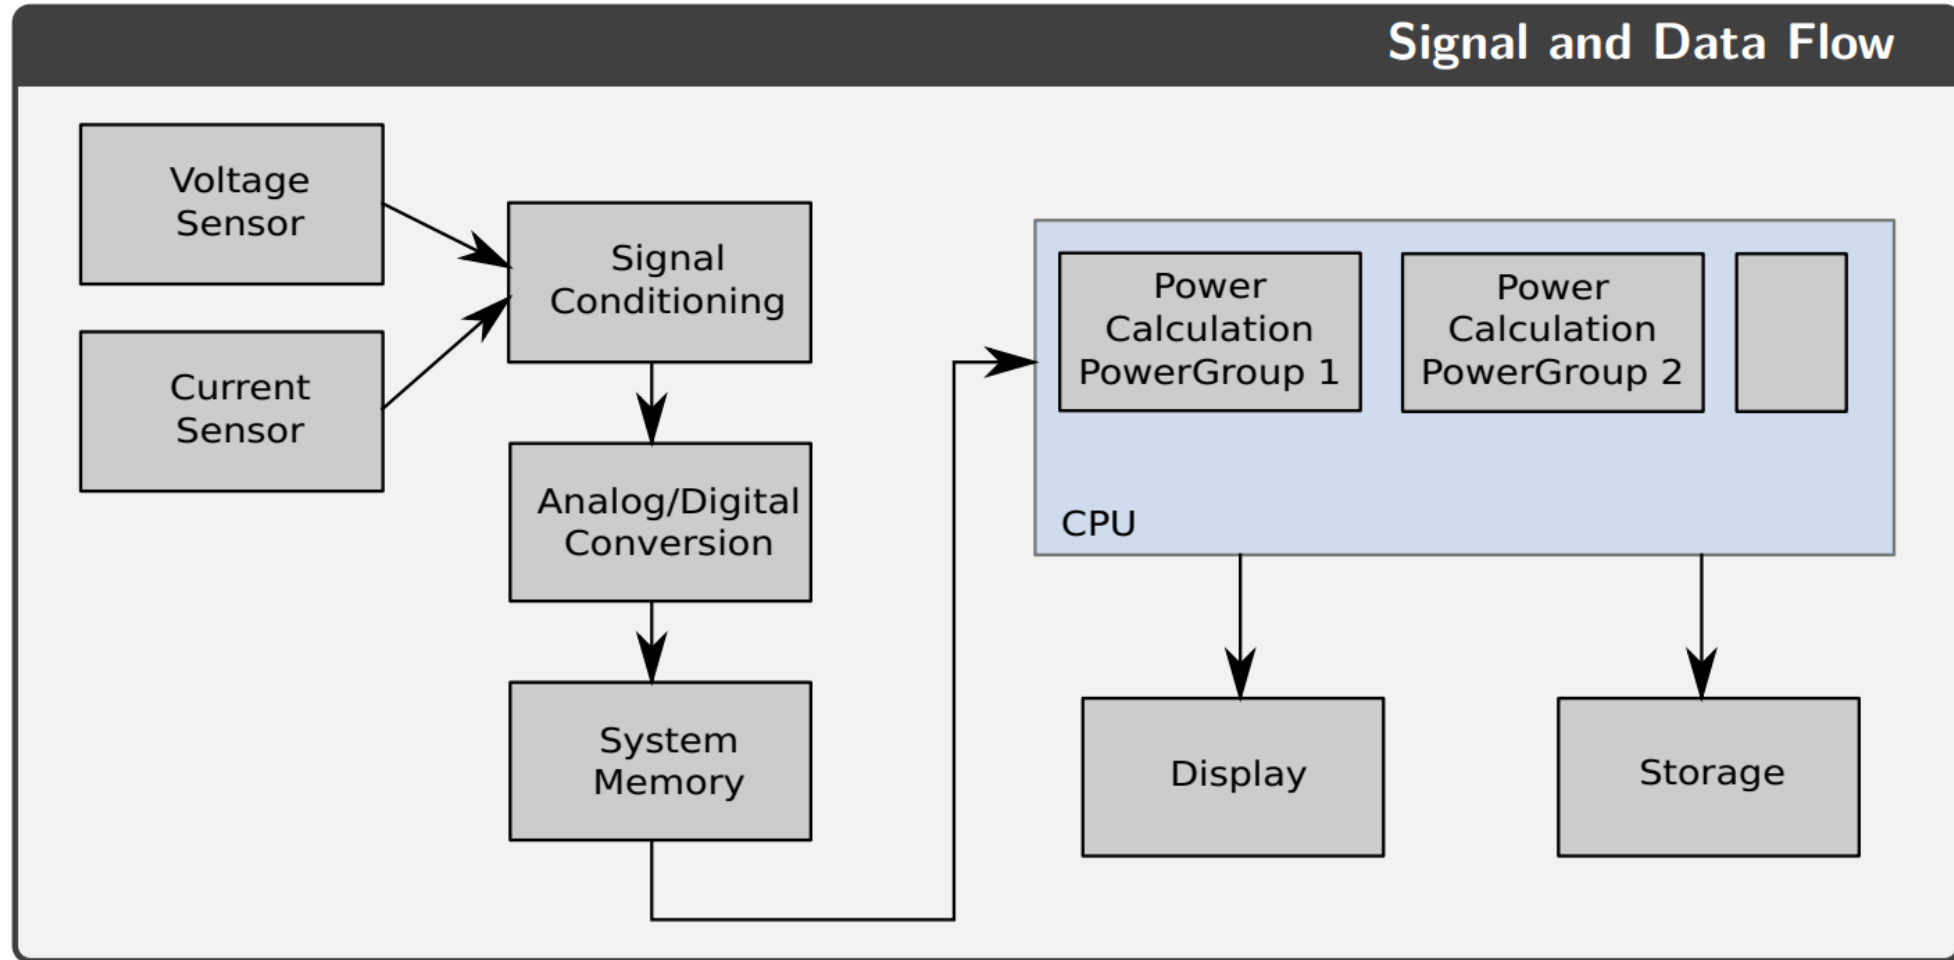 Signal and Data Flow
Voltage
Sensor
Current
Sensor
Signal
Conditioning
Analog/Digital
Conversion
System
Memory
Power
Calculation
PowerGroup 1
Power
Calculation
PowerGroup 2
CPU
Display
Storage